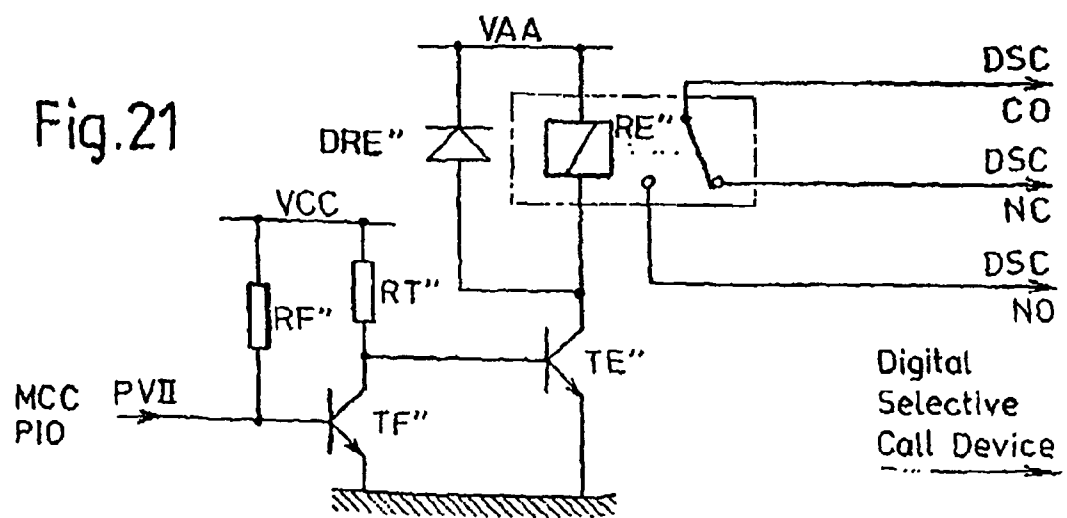 Fig.21
VAA
DRE"
RE"
DSC
CO
DSC
NC
DSC
NO
VCC
RF"
RT"
TE"
TF"
MCC
PIO
PVII
Digital
Selective
Call Device